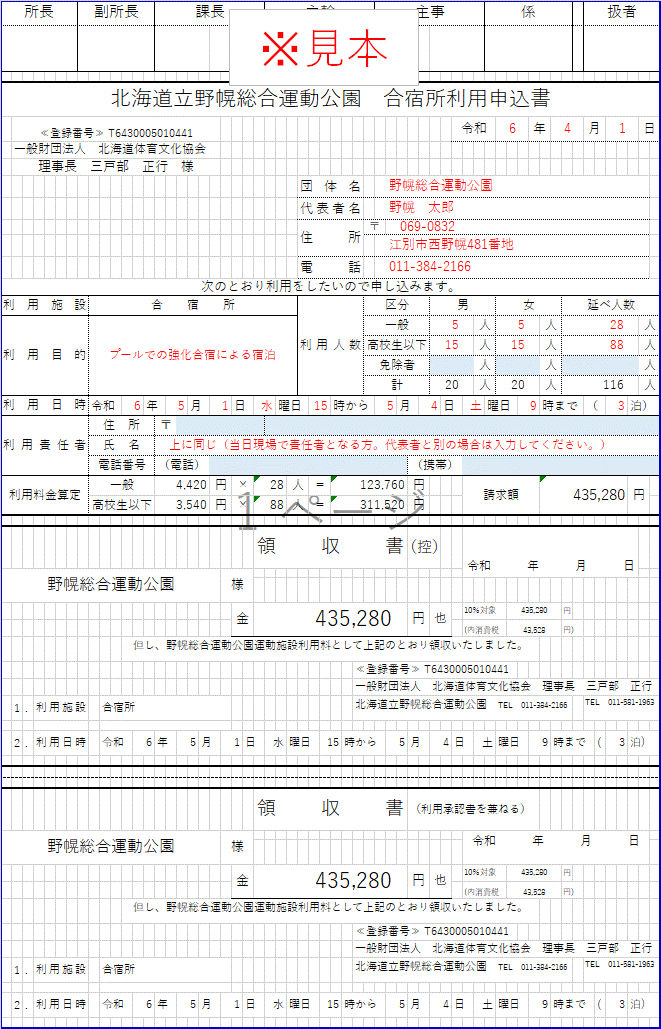 所長 副所長 課長 主幹 主事 係 扱者
※見本
北海道立野幌総合運動公園 合宿所利用申込書
令和 6 年 4 月 1 日
≪登録番号≫ T6430005010441
一般財団法人 北海道体育文化協会
理事長 三戸部 正行 様
団体名 野幌総合運動公園
代表者名 野幌 太郎
住所 〒 069-0832
江別市西野幌481番地
電話 011-384-2166
次のとおり利用をしたいので申し込みます。
利用施設 合宿所 利用人数 区分 男 女 延べ人数
一般 5 人 5 人 28 人
利用目的 プールでの強化合宿による宿泊 高校生以下 15 人 15 人 88 人
免除者 人 人 人
計 20 人 20 人 116 人
利用日時 令和 6 年 5 月 1 日 水 曜日 15 時から 5 月 4 日 土 曜日 9 時まで ( 3 泊)
利用責任者 住所 〒
氏名 上に同じ(当日現場で責任者となる方。代表者と別の場合は入力してください。)
電話番号 (電話) (携帯)
利用料金算定 一般 4,420 円 × 28 人 = 123,760 円 請求額 435,280 円
高校生以下 3,540 円 × 88 人 = 311,520 円
1 ページ
領収書 (控)
令和 年 月 日
野幌総合運動公園 様
金 435,280 円 也 10%対象 435,280 円
(内消費税 43,528 円)
但し、野幌総合運動公園運動施設利用料として上記のとおり領収いたしました。
≪登録番号≫ T6430005010441
一般財団法人 北海道体育文化協会 理事長 三戸部 正行
1. 利用施設 合宿所 北海道立野幌総合運動公園 TEL 011-384-2166 TEL 011-581-1963
2. 利用日時 令和 6 年 5 月 1 日 水 曜日 15 時から 5 月 4 日 土 曜日 9 時まで ( 3 泊)
領収書 (利用承認書を兼ねる)
令和 年 月 日
野幌総合運動公園 様
金 435,280 円 也 10%対象 435,280 円
(内消費税 43,528 円)
但し、野幌総合運動公園運動施設利用料として上記のとおり領収いたしました。
≪登録番号≫ T6430005010441
一般財団法人 北海道体育文化協会 理事長 三戸部 正行
1. 利用施設 合宿所 北海道立野幌総合運動公園 TEL 011-384-2166 TEL 011-581-1963
2. 利用日時 令和 6 年 5 月 1 日 水 曜日 15 時から 5 月 4 日 土 曜日 9 時まで ( 3 泊)